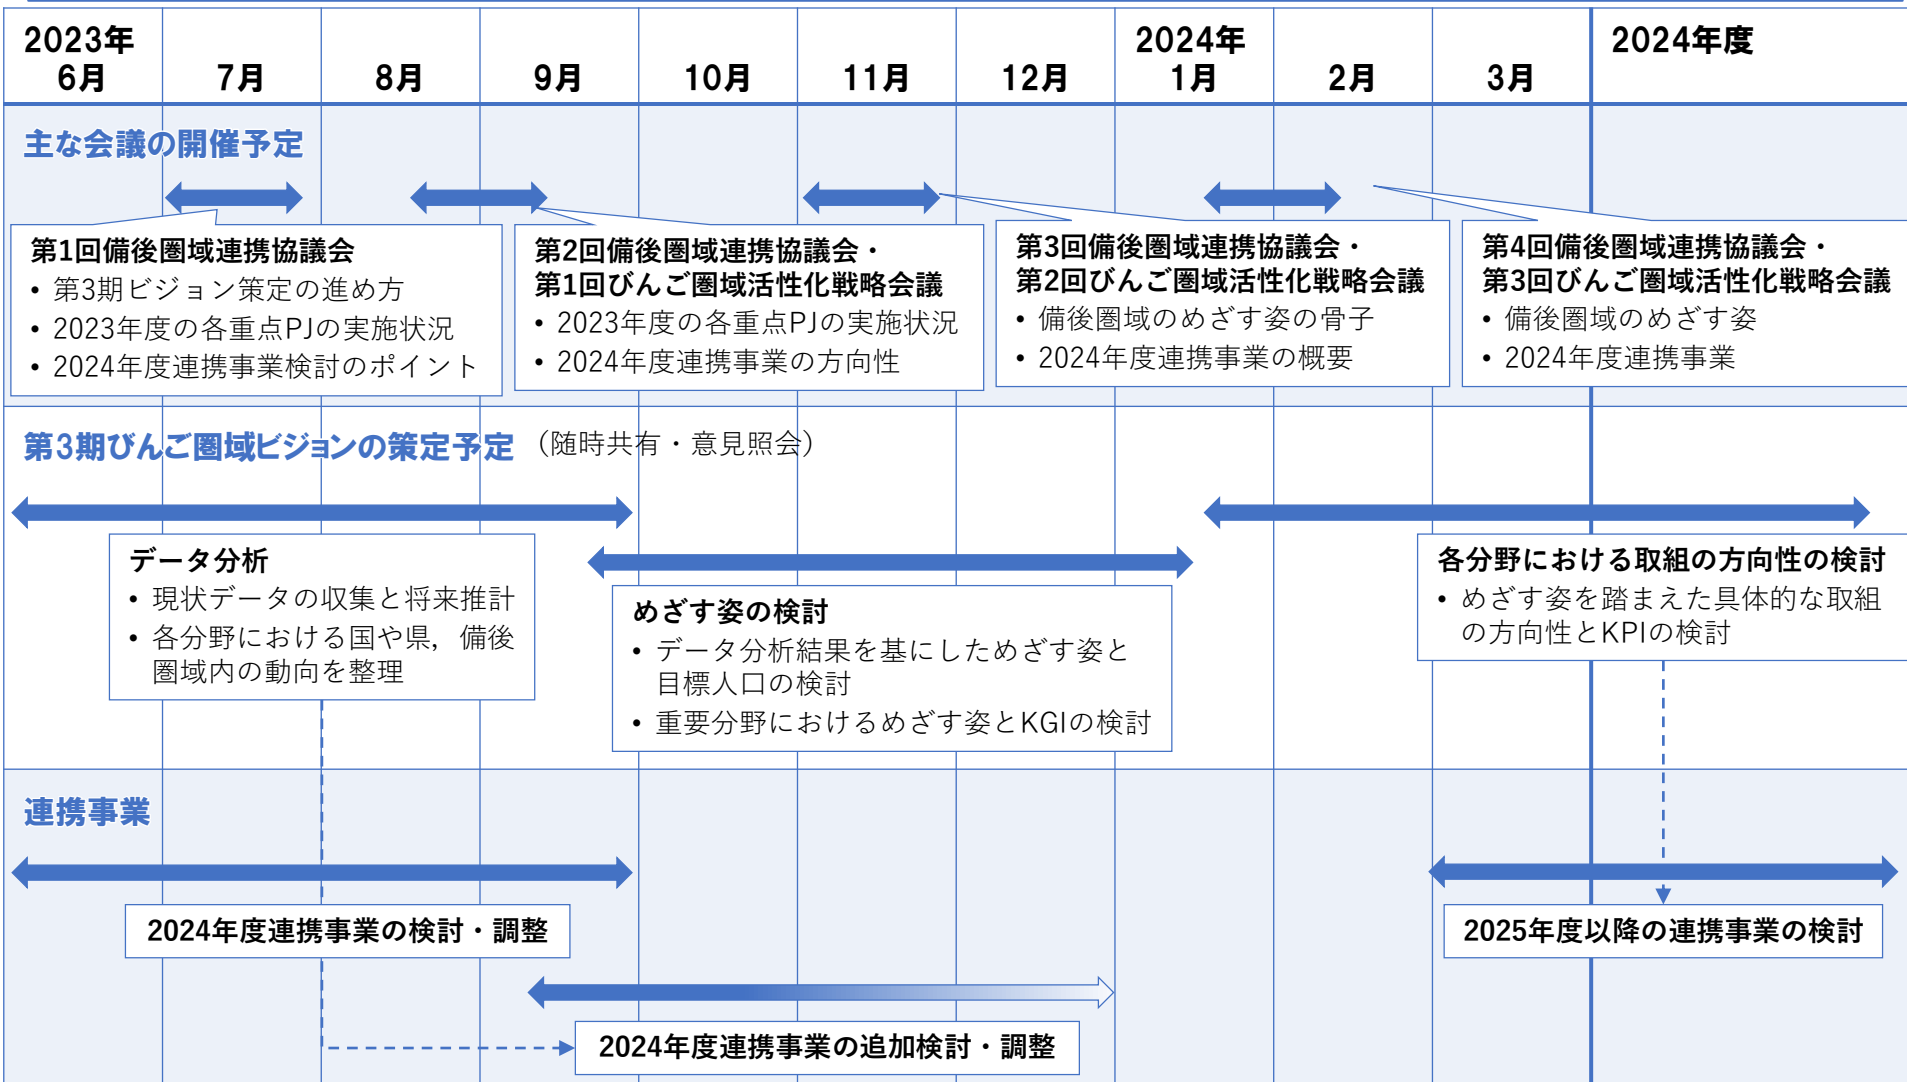 2023年
6月
7月
8月
9月
10月
11月
12月
2024年
1月
2月
3月
2024年度
主な会議の開催予定
第1回備後圏域連携協議会
• 第3期ビジョン策定の進め方
• 2023年度の各重点PJの実施状況
• 2024年度連携事業検討のポイント
第2回備後圏域連携協議会・
第1回びんご圏域活性化戦略会議
• 2023年度の各重点PJの実施状況
• 2024年度連携事業の方向性
第3回備後圏域連携協議会・
第2回びんご圏域活性化戦略会議
• 備後圏域のめざす姿の骨子
• 2024年度連携事業の概要
第4回備後圏域連携協議会・
第3回びんご圏域活性化戦略会議
• 備後圏域のめざす姿
• 2024年度連携事業
第3期びんご圏域ビジョンの策定予定（随時共有・意見照会）
データ分析
• 現状データの収集と将来推計
• 各分野における国や県，備後
圏域内の動向を整理
めざす姿の検討
• データ分析結果を基にしためざす姿と
目標人口の検討
• 重要分野におけるめざす姿とKGIの検討
各分野における取組の方向性の検討
• めざす姿を踏まえた具体的な取組
の方向性とKPIの検討
連携事業
2024年度連携事業の検討・調整
2025年度以降の連携事業の検討
2024年度連携事業の追加検討・調整